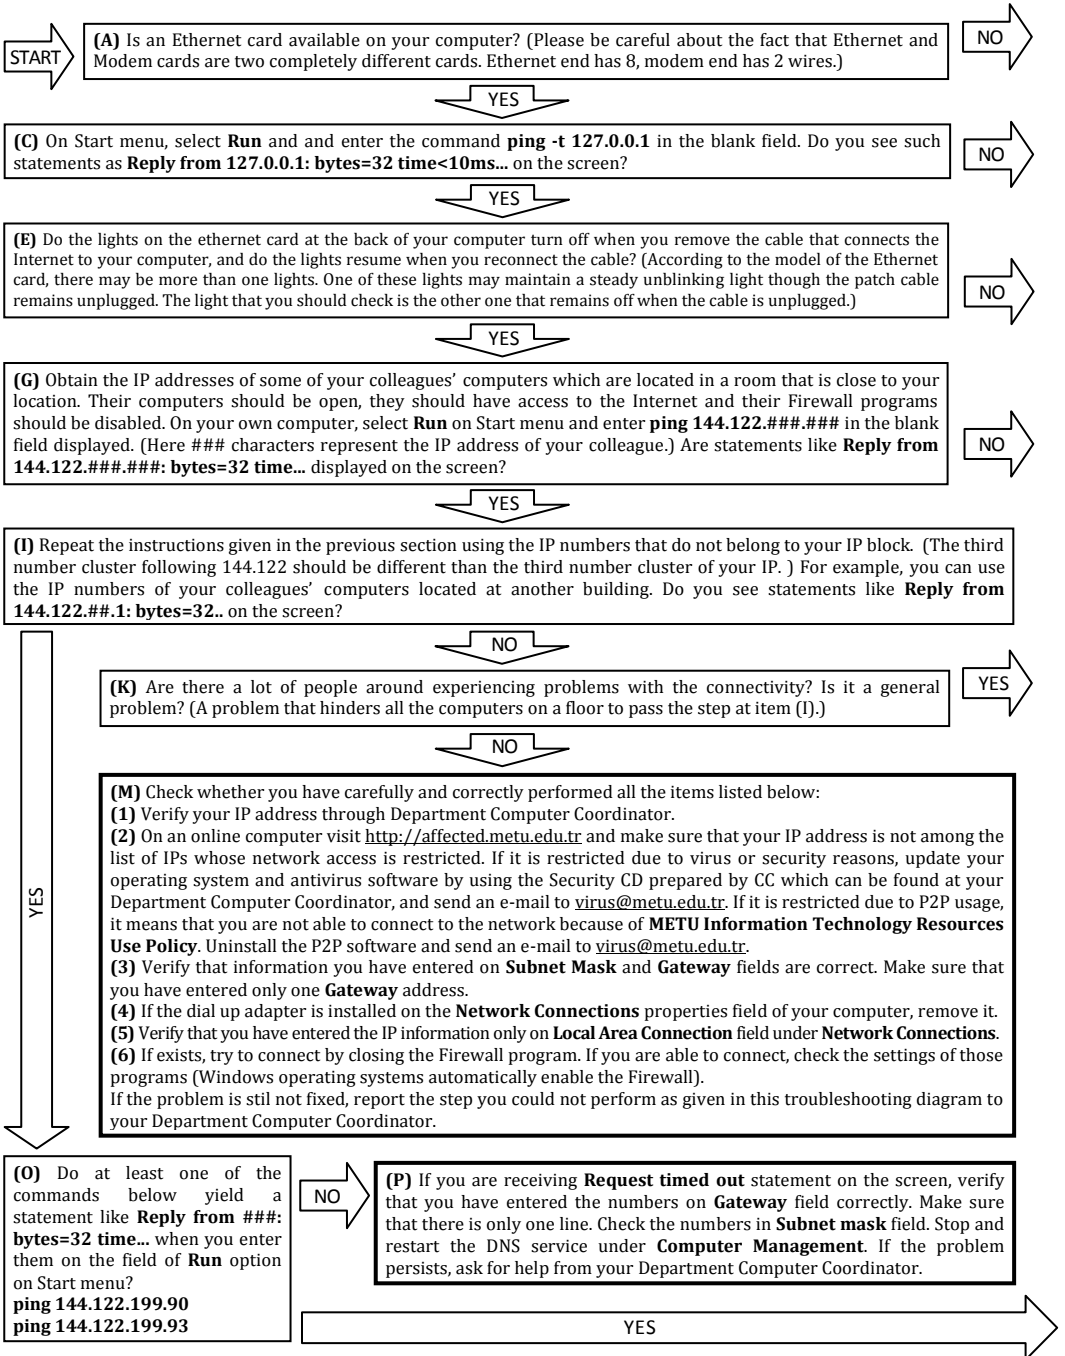 START
(A) Is an Ethernet card available on your computer? (Please be careful about the fact that Ethernet and
Modem cards are two completely different cards. Ethernet end has 8, modem end has 2 wires.)
NO
YES
(C) On Start menu, select Run and and enter the command ping -t 127.0.0.1 in the blank field. Do you see such
statements as Reply from 127.0.0.1: bytes=32 time<10ms... on the screen?
NO
YES
(E) Do the lights on the ethernet card at the back of your computer turn off when you remove the cable that connects the
Internet to your computer, and do the lights resume when you reconnect the cable? (According to the model of the Ethernet
card, there may be more than one lights. One of these lights may maintain a steady unblinking light though the patch cable
remains unplugged. The light that you should check is the other one that remains off when the cable is unplugged.)
NO
YES
(G) Obtain the IP addresses of some of your colleagues' computers which are located in a room that is close to your
location. Their computers should be open, they should have access to the Internet and their Firewall programs
should be disabled. On your own computer, select Run on Start menu and enter ping 144.122.###.### in the blank
field displayed. (Here ### characters represent the IP address of your colleague.) Are statements like Reply from
144.122.###.###: bytes=32 time... displayed on the screen?
NO
YES
(I) Repeat the instructions given in the previous section using the IP numbers that do not belong to your IP block. (The third
number cluster following 144.122 should be different than the third number cluster of your IP. ) For example, you can use
the IP numbers of your colleagues' computers located at another building. Do you see statements like Reply from
144.122.##.1: bytes=32.. on the screen?
NO
(K) Are there a lot of people around experiencing problems with the connectivity? Is it a general
problem? (A problem that hinders all the computers on a floor to pass the step at item (I).)
YES
NO
(M) Check whether you have carefully and correctly performed all the items listed below:
(1) Verify your IP address through Department Computer Coordinator.
(2) On an online computer visit http://affected.metu.edu.tr and make sure that your IP address is not among the
list of IPs whose network access is restricted. If it is restricted due to virus or security reasons, update your
operating system and antivirus software by using the Security CD prepared by CC which can be found at your
Department Computer Coordinator, and send an e-mail to virus@metu.edu.tr. If it is restricted due to P2P usage,
it means that you are not able to connect to the network because of METU Information Technology Resources
Use Policy. Uninstall the P2P software and send an e-mail to virus@metu.edu.tr.
(3) Verify that information you have entered on Subnet Mask and Gateway fields are correct. Make sure that
you have entered only one Gateway address.
(4) If the dial up adapter is installed on the Network Connections properties field of your computer, remove it.
(5) Verify that you have entered the IP information only on Local Area Connection field under Network Connections.
(6) If exists, try to connect by closing the Firewall program. If you are able to connect, check the settings of those
programs (Windows operating systems automatically enable the Firewall).
If the problem is stil not fixed, report the step you could not perform as given in this troubleshooting diagram to
your Department Computer Coordinator.
YES
(O) Do at least one of the
commands below yield a
statement like Reply from ###:
bytes=32 time... when you enter
them on the field of Run option
on Start menu?
ping 144.122.199.90
ping 144.122.199.93
NO
(P) If you are receiving Request timed out statement on the screen, verify
that you have entered the numbers on Gateway field correctly. Make sure
that there is only one line. Check the numbers in Subnet mask field. Stop and
restart the DNS service under Computer Management. If the problem
persists, ask for help from your Department Computer Coordinator.
YES